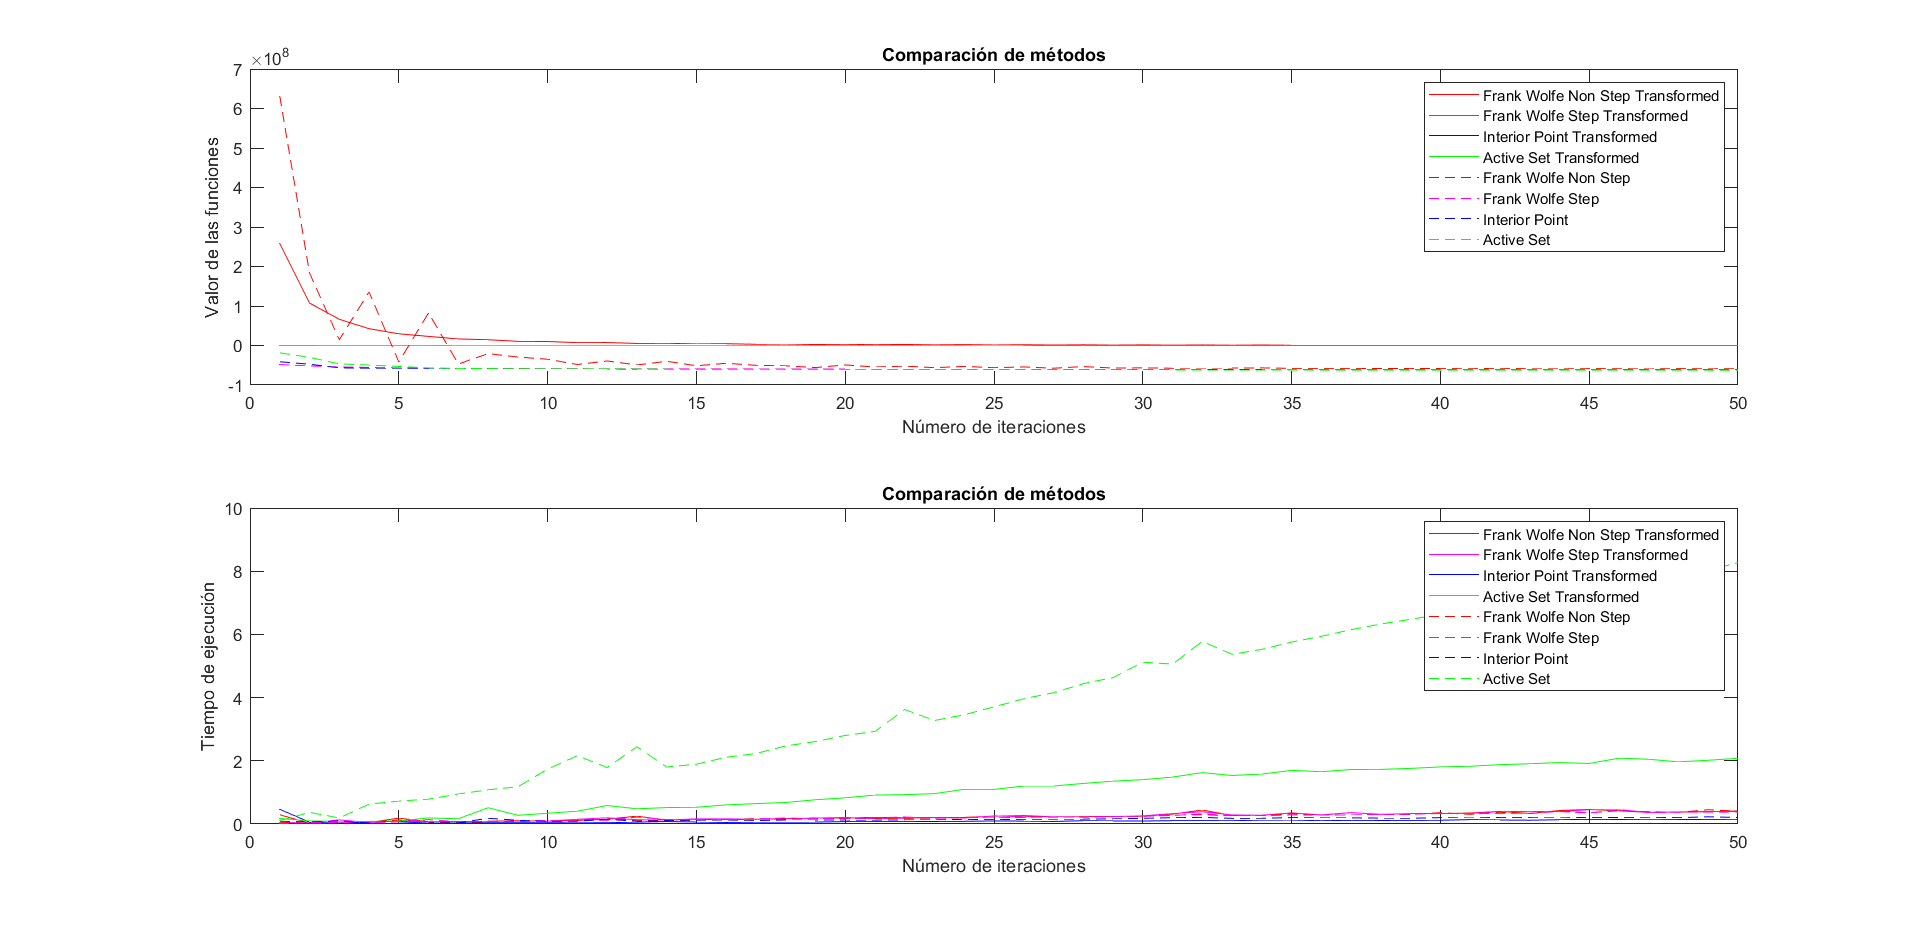 Comparación de métodos
×10^8
7
6
5
4
3
2
1
0
-1
Valor de las funciones
Frank Wolfe Non Step Transformed
Frank Wolfe Step Transformed
Interior Point Transformed
Active Set Transformed
Frank Wolfe Non Step
Frank Wolfe Step
Interior Point
Active Set
0 5 10 15 20 25 30 35 40 45 50
Número de iteraciones
Comparación de métodos
10
8
6
4
2
0
Tiempo de ejecución
Frank Wolfe Non Step Transformed
Frank Wolfe Step Transformed
Interior Point Transformed
Active Set Transformed
Frank Wolfe Non Step
Frank Wolfe Step
Interior Point
Active Set
0 5 10 15 20 25 30 35 40 45 50
Número de iteraciones